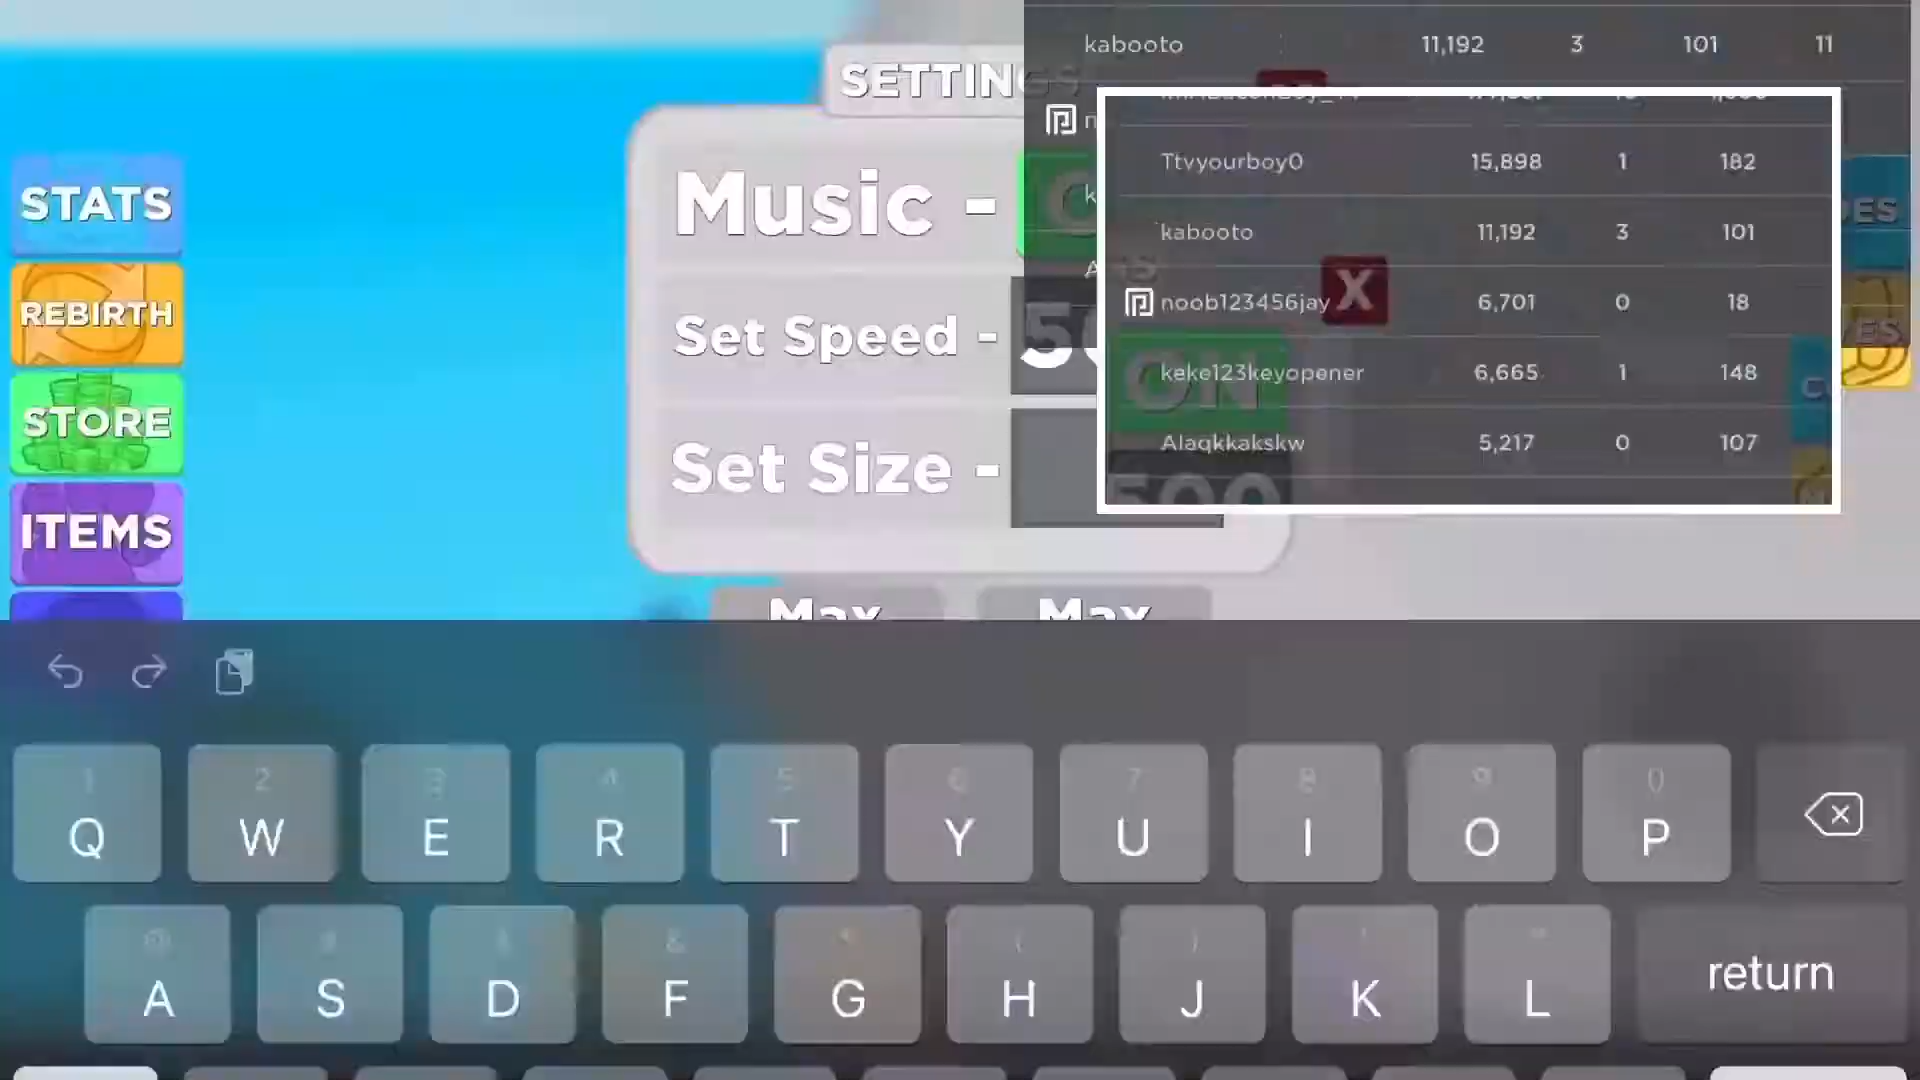 kabooto 11,192 3 101 11
SETTINGS
Ttvyourboy0 15,898 1 182
STATS
Music -
kabooto 11,192 3 101
noob123456jay 6,701 0 18
X
REBIRTH
Set Speed -
keke123keyopener 6,665 1 148
ON
STORE
Set Size -
Alaqkkakskw 5,217 0 107
500
ITEMS
Max Max
1 2 3 4 5 6 7 8 9 0
Q W E R T Y U I O P
A S D F G H J K L return